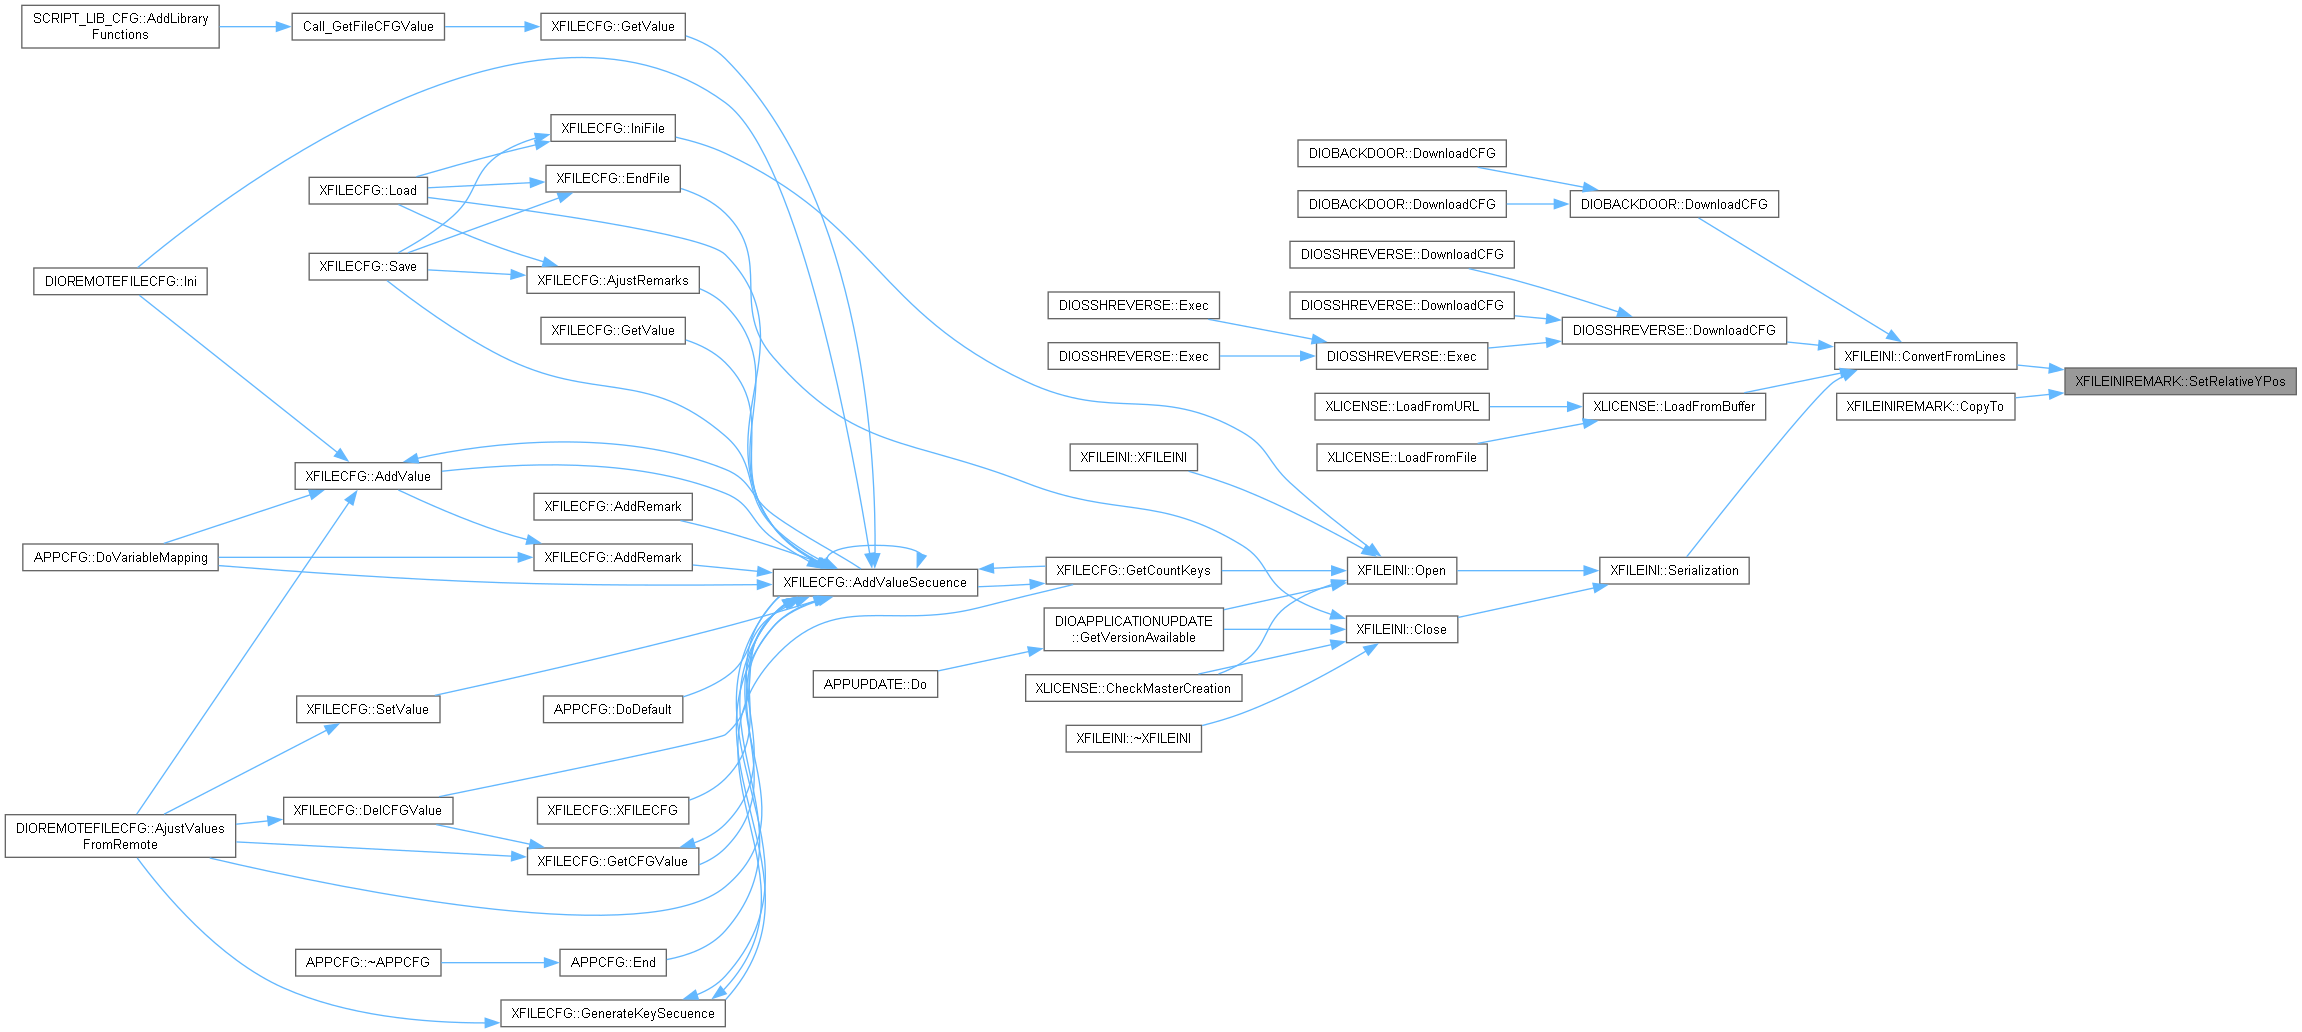 SCRIPT_LIB_CFG::AddLibrary
Functions
Call_GetFileCFGValue
XFILECFG::GetValue
XFILECFG::IniFile
XFILECFG::EndFile
XFILECFG::Load
XFILECFG::Save
XFILECFG::AjustRemarks
DIOREMOTEFILECFG::Ini
XFILECFG::GetValue
XFILECFG::AddValue
XFILECFG::AddRemark
APPCFG::DoVariableMapping
XFILECFG::AddRemark
XFILECFG::AddValueSecuence
XFILECFG::SetValue
APPCFG::DoDefault
XFILECFG::DelCFGValue
XFILECFG::XFILECFG
DIOREMOTEFILECFG::AjustValues
FromRemote
XFILECFG::GetCFGValue
APPCFG::~APPCFG
APPCFG::End
XFILECFG::GenerateKeySecuence
DIOBACKDOOR::DownloadCFG
DIOBACKDOOR::DownloadCFG
DIOBACKDOOR::DownloadCFG
DIOSSHREVERSE::DownloadCFG
DIOSSHREVERSE::Exec
DIOSSHREVERSE::DownloadCFG
DIOSSHREVERSE::DownloadCFG
DIOSSHREVERSE::Exec
DIOSSHREVERSE::Exec
XFILEINI::ConvertFromLines
XFILEINIREMARK::SetRelativeYPos
XLICENSE::LoadFromURL
XLICENSE::LoadFromBuffer
XFILEINIREMARK::CopyTo
XFILEINI::XFILEINI
XLICENSE::LoadFromFile
XFILECFG::GetCountKeys
XFILEINI::Open
XFILEINI::Serialization
DIOAPPLICATIONUPDATE
::GetVersionAvailable
XFILEINI::Close
APPUPDATE::Do
XLICENSE::CheckMasterCreation
XFILEINI::~XFILEINI